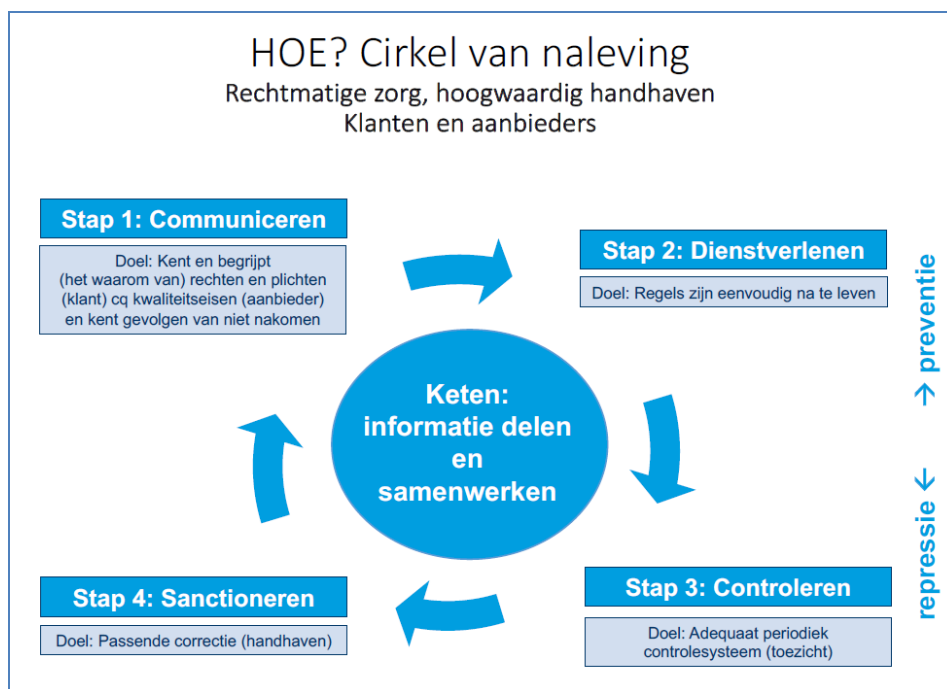 HOE? Cirkel van naleving
Rechtmatige zorg, hoogwaardig handhaven
Klanten en aanbieders
Stap 1: Communiceren
Doel: Kent en begrijpt
(het waarom van) rechten en plichten
(klant) cq kwaliteitseisen (aanbieder)
en kent gevolgen van niet nakomen
Stap 2: Dienstverlenen
Doel: Regels zijn eenvoudig na te leven
→ preventie
Keten:
informatie delen
en
samenwerken
repressie ←
Stap 3: Controleren
Doel: Adequaat periodiek
controlesysteem (toezicht)
Stap 4: Sanctioneren
Doel: Passende correctie (handhaven)